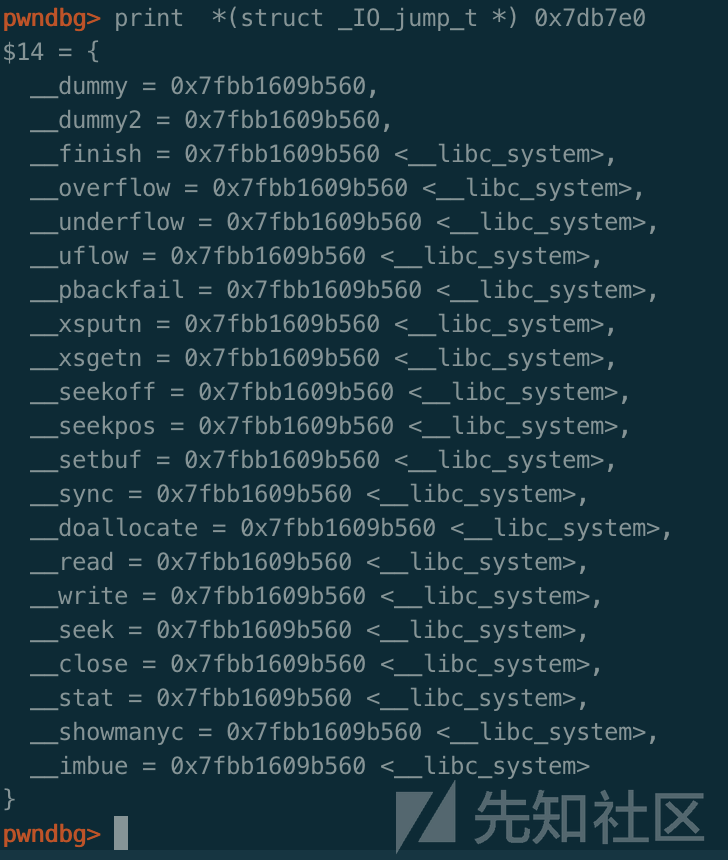 pwndbg> print  *(struct _IO_jump_t *) 0x7db7e0
$14 = {
  __dummy = 0x7fbb1609b560,
  __dummy2 = 0x7fbb1609b560,
  __finish = 0x7fbb1609b560 <__libc_system>,
  __overflow = 0x7fbb1609b560 <__libc_system>,
  __underflow = 0x7fbb1609b560 <__libc_system>,
  __uflow = 0x7fbb1609b560 <__libc_system>,
  __pbackfail = 0x7fbb1609b560 <__libc_system>,
  __xsputn = 0x7fbb1609b560 <__libc_system>,
  __xsgetn = 0x7fbb1609b560 <__libc_system>,
  __seekoff = 0x7fbb1609b560 <__libc_system>,
  __seekpos = 0x7fbb1609b560 <__libc_system>,
  __setbuf = 0x7fbb1609b560 <__libc_system>,
  __sync = 0x7fbb1609b560 <__libc_system>,
  __doallocate = 0x7fbb1609b560 <__libc_system>,
  __read = 0x7fbb1609b560 <__libc_system>,
  __write = 0x7fbb1609b560 <__libc_system>,
  __seek = 0x7fbb1609b560 <__libc_system>,
  __close = 0x7fbb1609b560 <__libc_system>,
  __stat = 0x7fbb1609b560 <__libc_system>,
  __showmanyc = 0x7fbb1609b560 <__libc_system>,
  __imbue = 0x7fbb1609b560 <__libc_system>
}
pwndbg>
先知社区